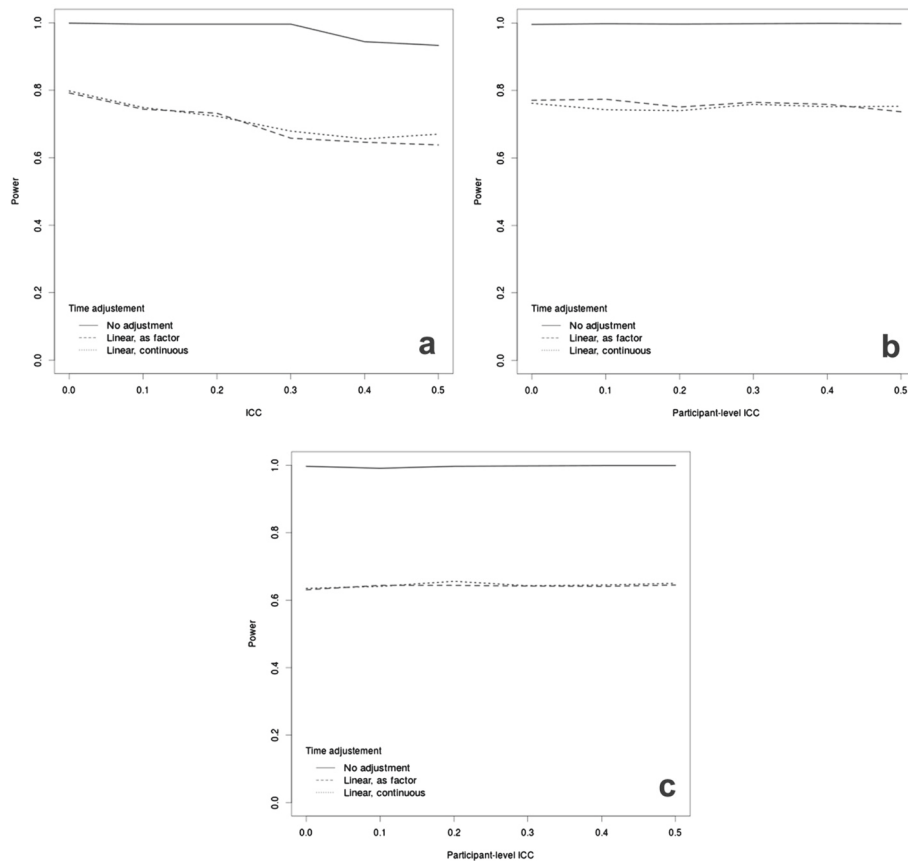 1.0
0.8
0.6
0.4
0.2
0.0
Power
Time adjustement
No adjustment
Linear, as factor
Linear, continuous
a
0.0 0.1 0.2 0.3 0.4 0.5
ICC
1.0
0.8
0.6
0.4
0.2
0.0
Power
Time adjustement
No adjustment
Linear, as factor
Linear, continuous
b
0.0 0.1 0.2 0.3 0.4 0.5
Participant-level ICC
1.0
0.8
0.6
0.4
0.2
0.0
Power
Time adjustement
No adjustment
Linear, as factor
Linear, continuous
c
0.0 0.1 0.2 0.3 0.4 0.5
Participant-level ICC